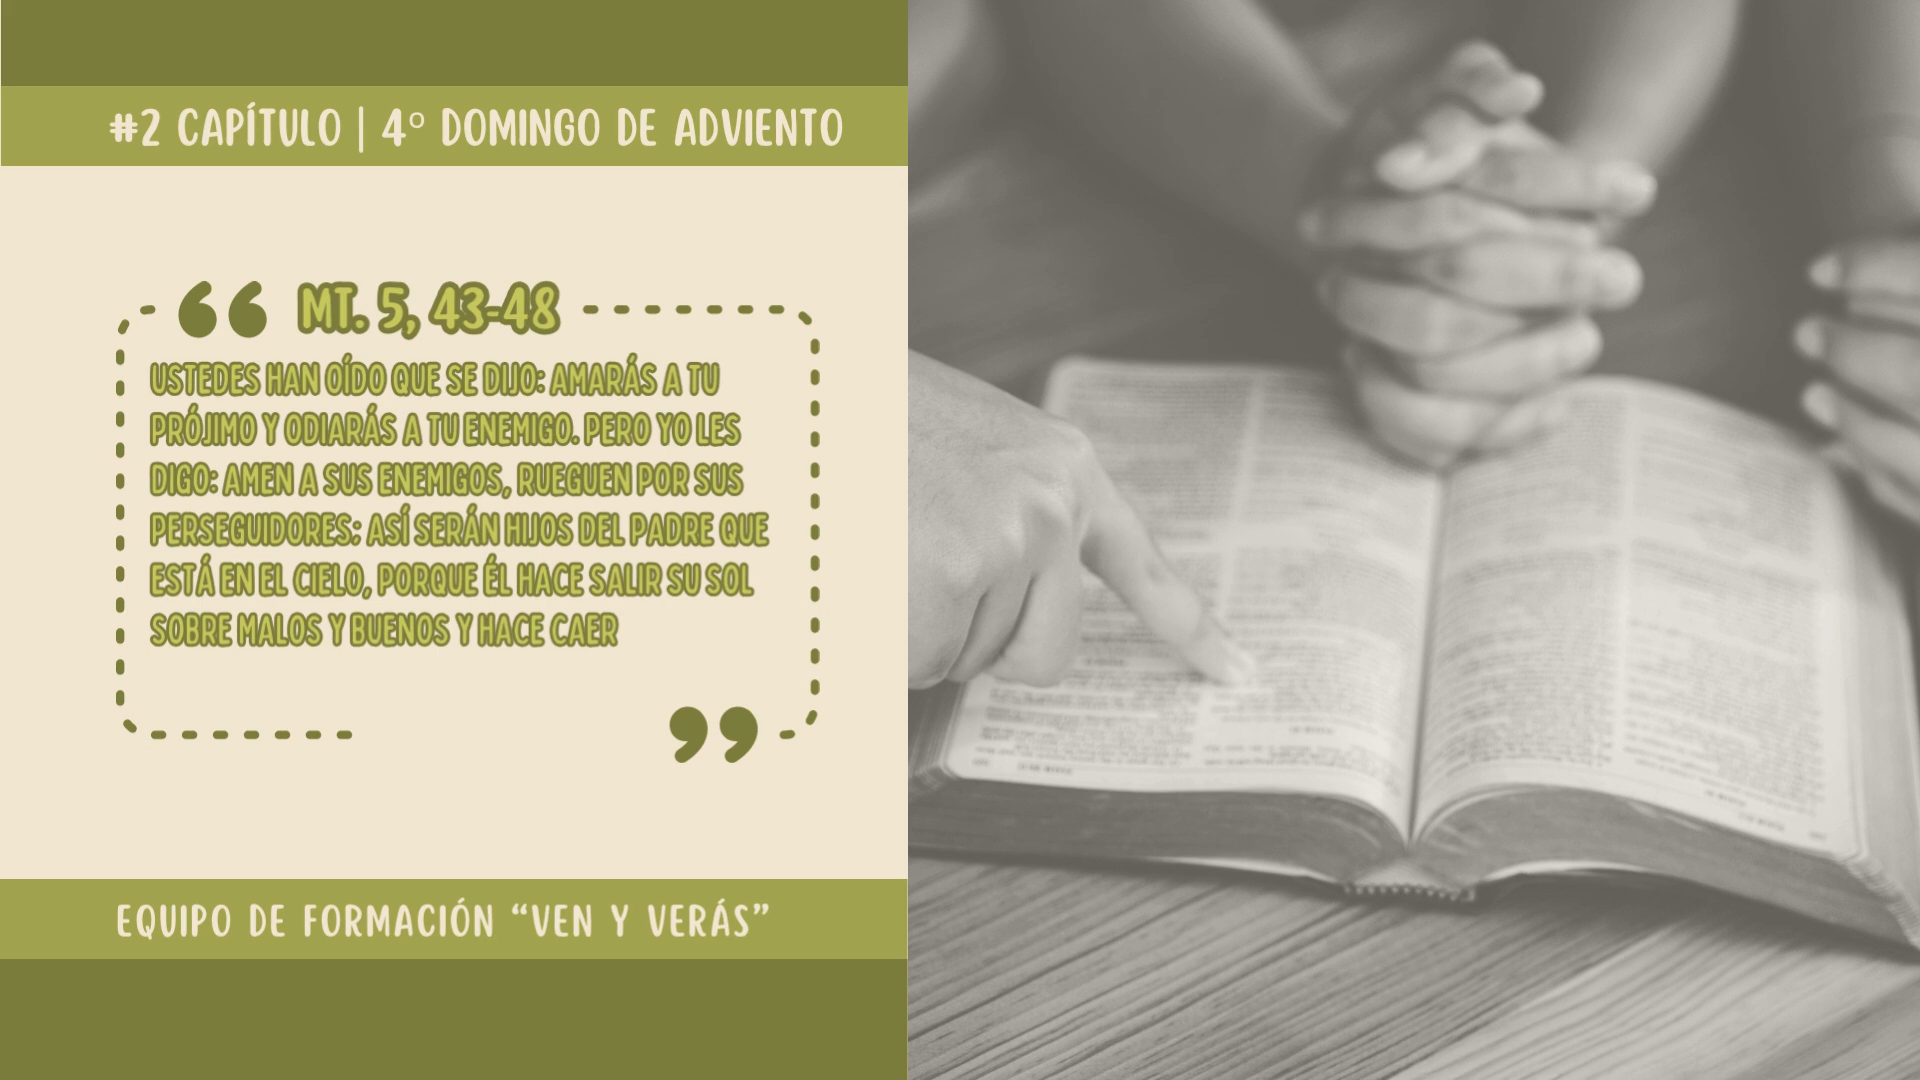 #2 CAPÍTULO | 4° DOMINGO DE ADVIENTO
“ MT. 5, 43-48
USTEDES HAN OÍDO QUE SE DIJO: AMARÁS A TU
PRÓJIMO Y ODIARÁS A TU ENEMIGO. PERO YO LES
DIGO: AMEN A SUS ENEMIGOS, RUEGUEN POR SUS
PERSEGUIDORES; ASÍ SERÁN HIJOS DEL PADRE QUE
ESTÁ EN EL CIELO, PORQUE ÉL HACE SALIR SU SOL
SOBRE MALOS Y BUENOS Y HACE CAER
”
EQUIPO DE FORMACIÓN “VEN Y VERÁS”